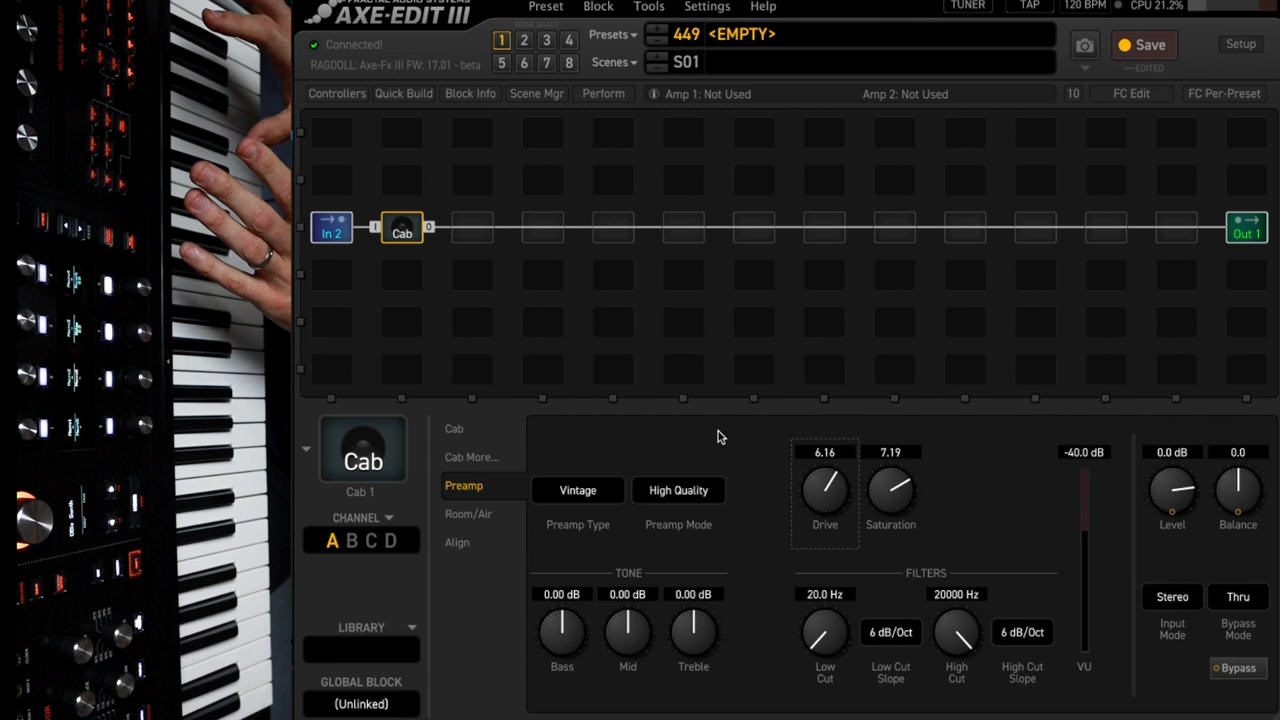 FRACTAL AUDIO SYSTEMS
AXE-EDIT III
Preset Block Tools Settings Help
TUNER TAP 120 BPM CPU 21.2%
Connected!
RAGDOLL: Axe-Fx III FW: 17.01 - beta
SCENE SELECT
1 2 3 4
5 6 7 8
Presets
449 <EMPTY>
Scenes
S01
Save
EDITED
Setup
Controllers Quick Build Block Info Scene Mgr Perform
Amp 1: Not Used Amp 2: Not Used
10 FC Edit FC Per-Preset
In 2
I
Cab
O
Out 1
Cab
Cab 1
CHANNEL
A B C D
LIBRARY
GLOBAL BLOCK
(Unlinked)
Cab
Cab More...
Preamp
Room/Air
Align
Vintage High Quality
Preamp Type Preamp Mode
6.16 7.19
Drive Saturation
-40.0 dB
VU
0.0 dB 0.0
Level Balance
TONE
0.00 dB 0.00 dB 0.00 dB
Bass Mid Treble
FILTERS
20.0 Hz 20000 Hz
6 dB/Oct 6 dB/Oct
Low Cut
Low Cut Slope
High Cut
High Cut Slope
Stereo Thru
Input Mode
Bypass Mode
Bypass